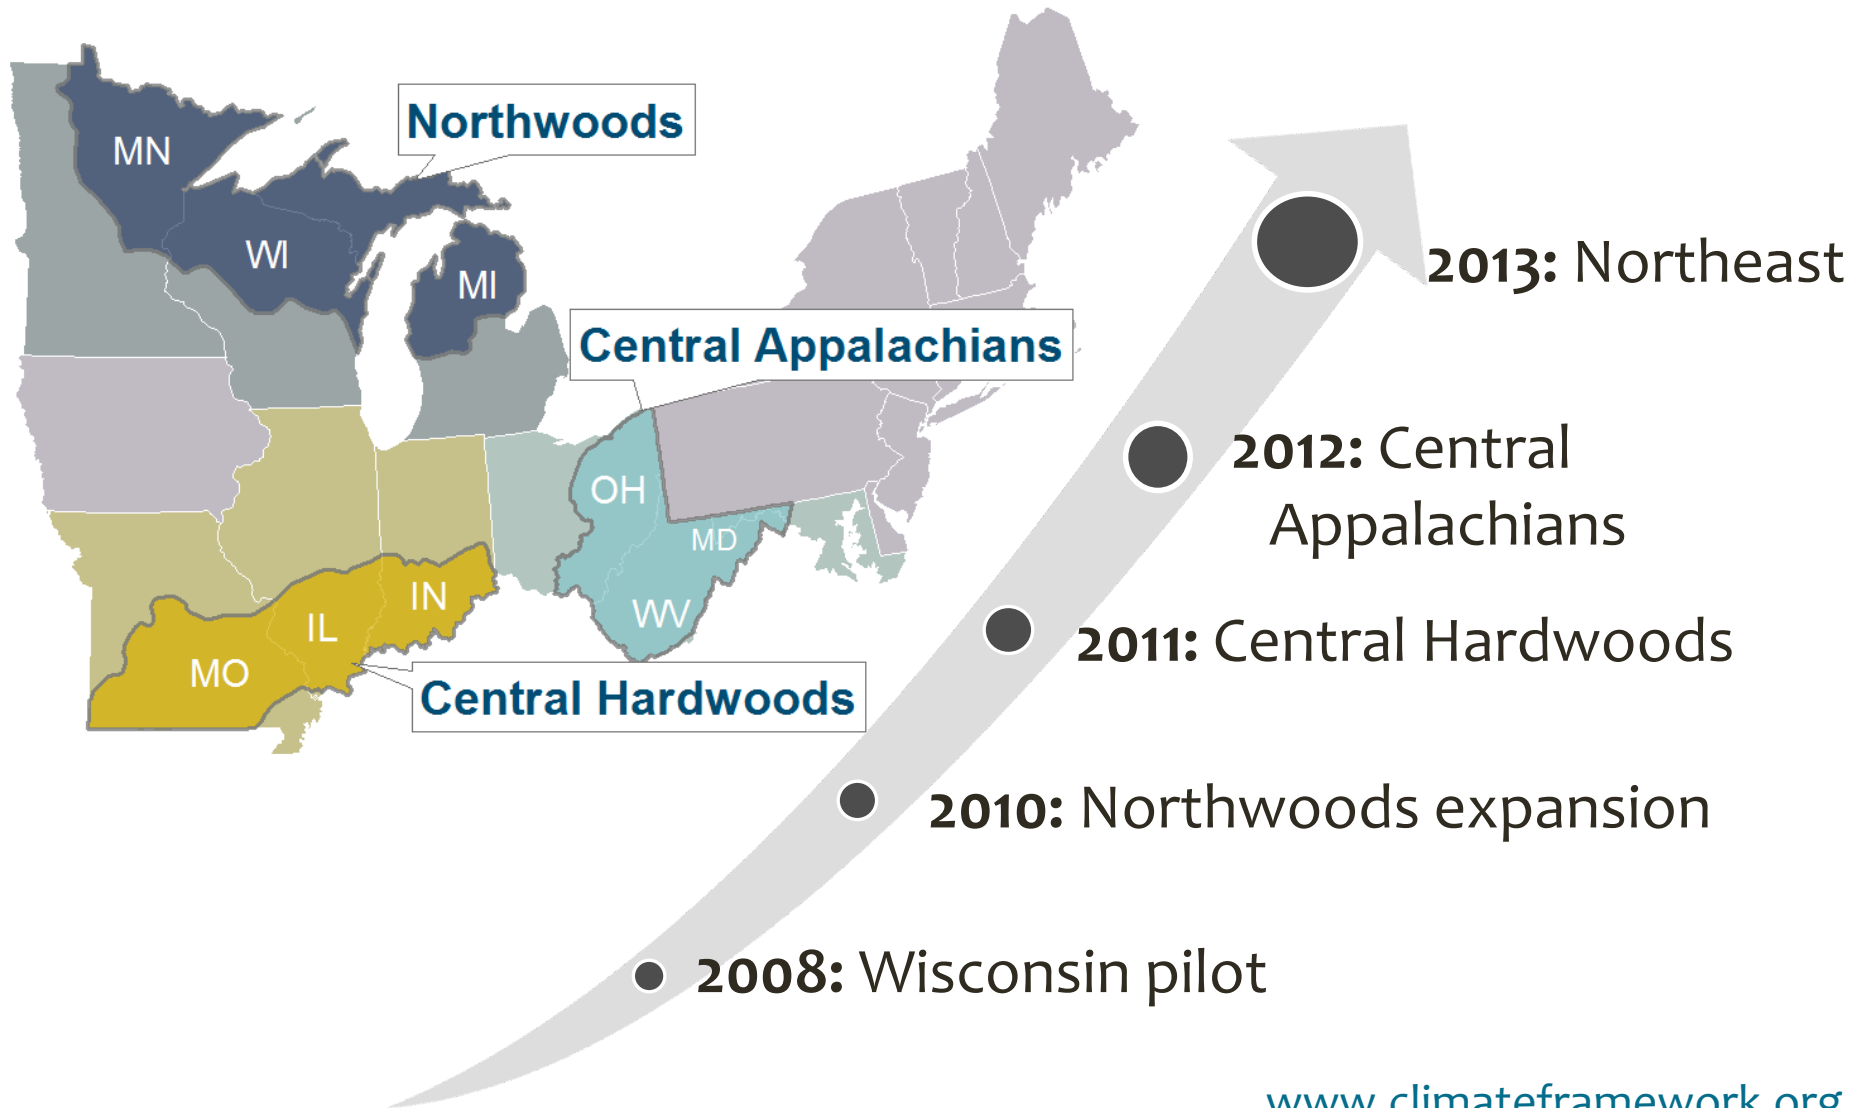 Northwoods
MN
WI
MI
Central Appalachians
OH
MD
WV
IN
IL
MO
Central Hardwoods
2013: Northeast
2012: Central
Appalachians
2011: Central Hardwoods
2010: Northwoods expansion
2008: Wisconsin pilot
www.climateframework.org